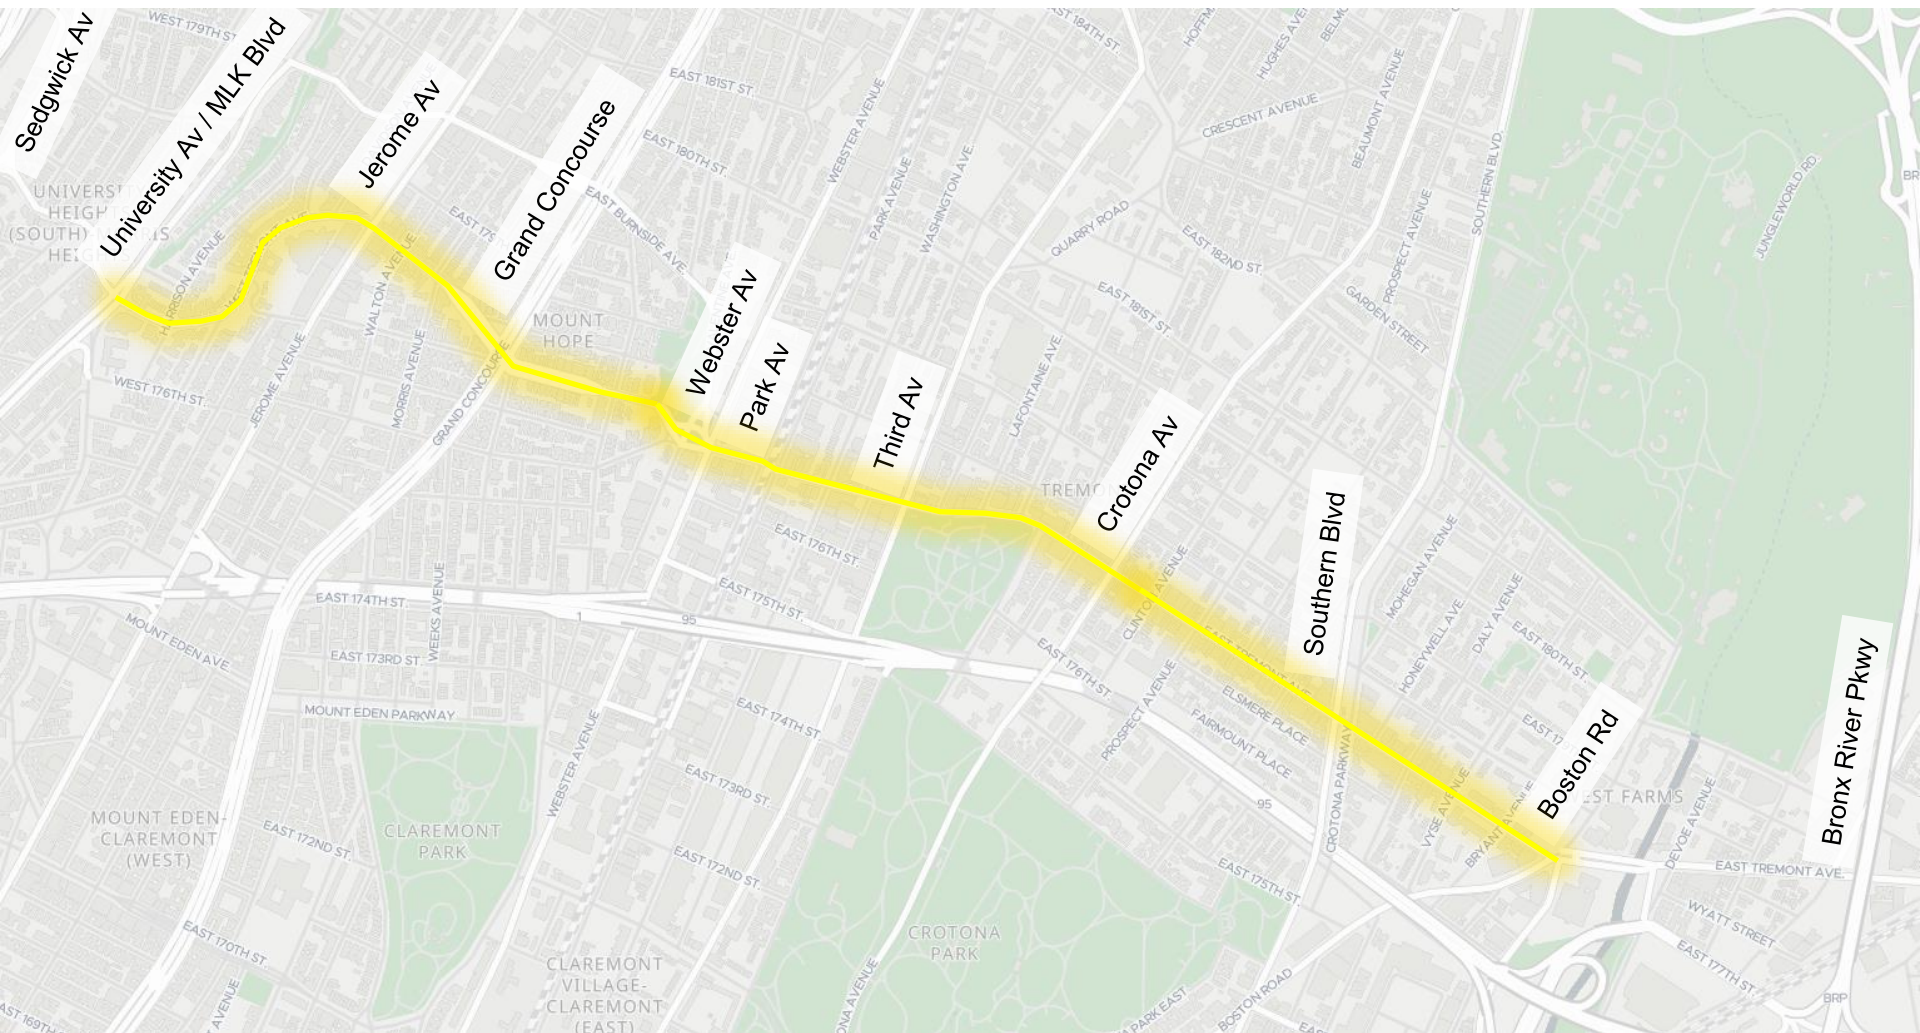 Sedgwick Av
University Av / MLK Blvd
Jerome Av
Grand Concourse
Webster Av
Park Av
Third Av
Crotona Av
Southern Blvd
Boston Rd
Bronx River Pkwy
WEST 179TH ST.
EAST 181ST ST.
EAST 180TH ST.
WEBSTER AVENUE
PARK AVENUE
WASHINGTON AVE.
EAST 184TH ST.
CRESCENT AVENUE
HUGHES AVE
BEAUMONT AVENUE
SOUTHERN BLVD.
PROSPECT AVENUE
JUNGLEWORLD RD.
QUARRY ROAD
EAST 182ND ST.
EAST 181ST ST.
GARDEN STREET
LAFONTAINE AVE.
EAST BURNSIDE AVE.
HARRISON AVENUE
WALTON AVENUE
MORRIS AVENUE
JEROME AVENUE
GRAND CONCOURSE
WEST 176TH ST.
MOUNT
HOPE
EAST 176TH ST.
EAST 175TH ST.
EAST 174TH ST.
WEEKS AVENUE
EAST 173RD ST.
MOUNT EDEN AVE
MOUNT EDEN PARKWAY
1
95
EAST 176TH ST.
CLINTON AVENUE
EAST TREMONT AVE.
ELSMERE PLACE
FAIRMOUNT PLACE
PROSPECT AVENUE
MOHEGAN AVENUE
HONEYWELL AVE
DALY AVENUE
EAST 180TH ST.
EAST 174TH ST
EAST 173RD ST.
EAST 172ND ST.
WEBSTER AVENUE
MOUNT EDEN-
CLAREMONT
(WEST)
EAST 172ND ST.
CLAREMONT
PARK
EAST 170TH ST.
CLAREMONT
VILLAGE-
CLAREMONT
(EAST)
CROTONA
PARK
95
CROTONA PARKWAY
EAST 175TH ST.
VYSE AVENUE
BRYANT AVENUE
BOSTON ROAD
DEVOE AVENUE
EAST TREMONT AVE.
WYATT STREET
EAST 177TH ST.
BRP